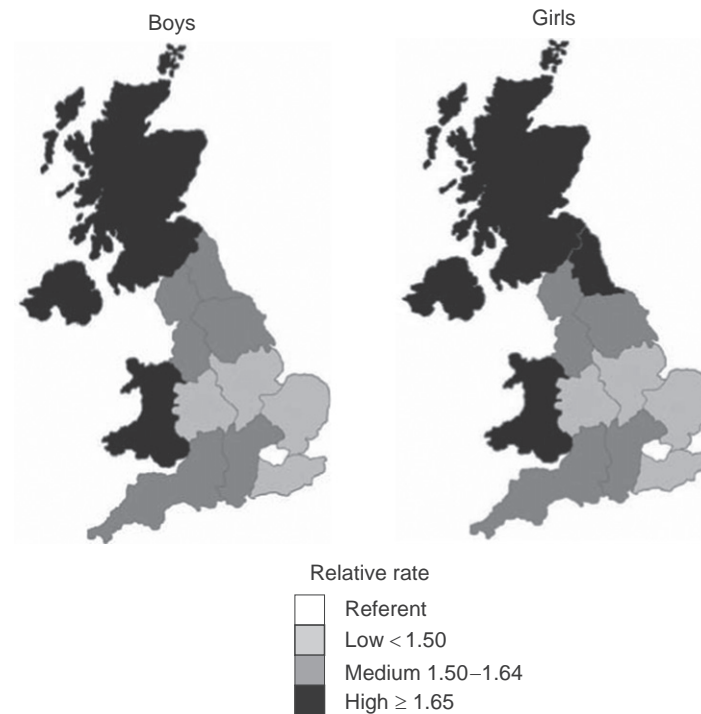 Boys
Girls
Relative rate
Referent
Low < 1.50
Medium 1.50–1.64
High ≥ 1.65